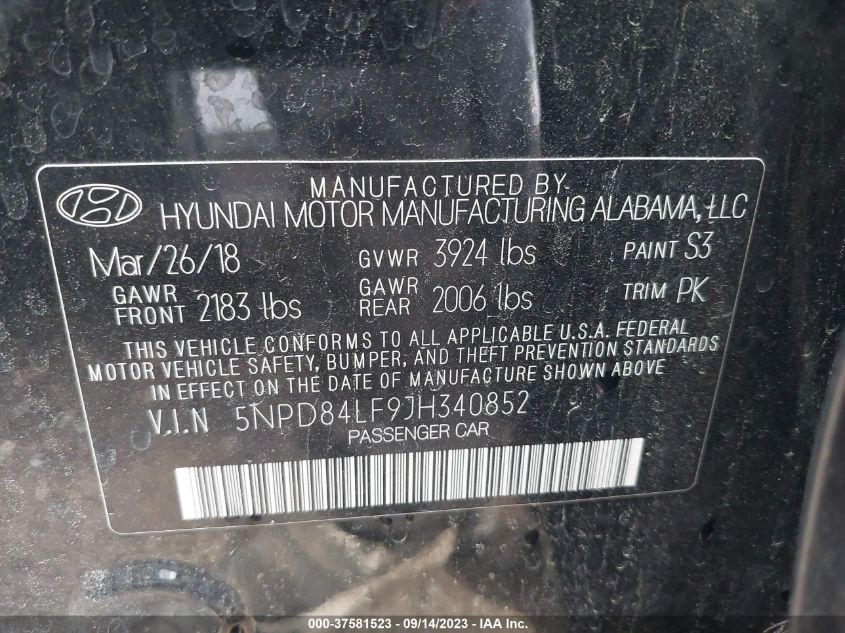 MANUFACTURED BY
HYUNDAI MOTOR MANUFACTURING ALABAMA, LLC
Mar/26/18 GVWR 3924 lbs PAINT S3
GAWR FRONT 2183 lbs GAWR REAR 2006 lbs TRIM PK
THIS VEHICLE CONFORMS TO ALL APPLICABLE U.S.A. FEDERAL
MOTOR VEHICLE SAFETY, BUMPER, AND THEFT PREVENTION STANDARDS
IN EFFECT ON THE DATE OF MANUFACTURE SHOWN ABOVE
V.I.N 5NPD84LF9JH340852
PASSENGER CAR
000-37581523 - 09/14/2023 - IAA Inc.